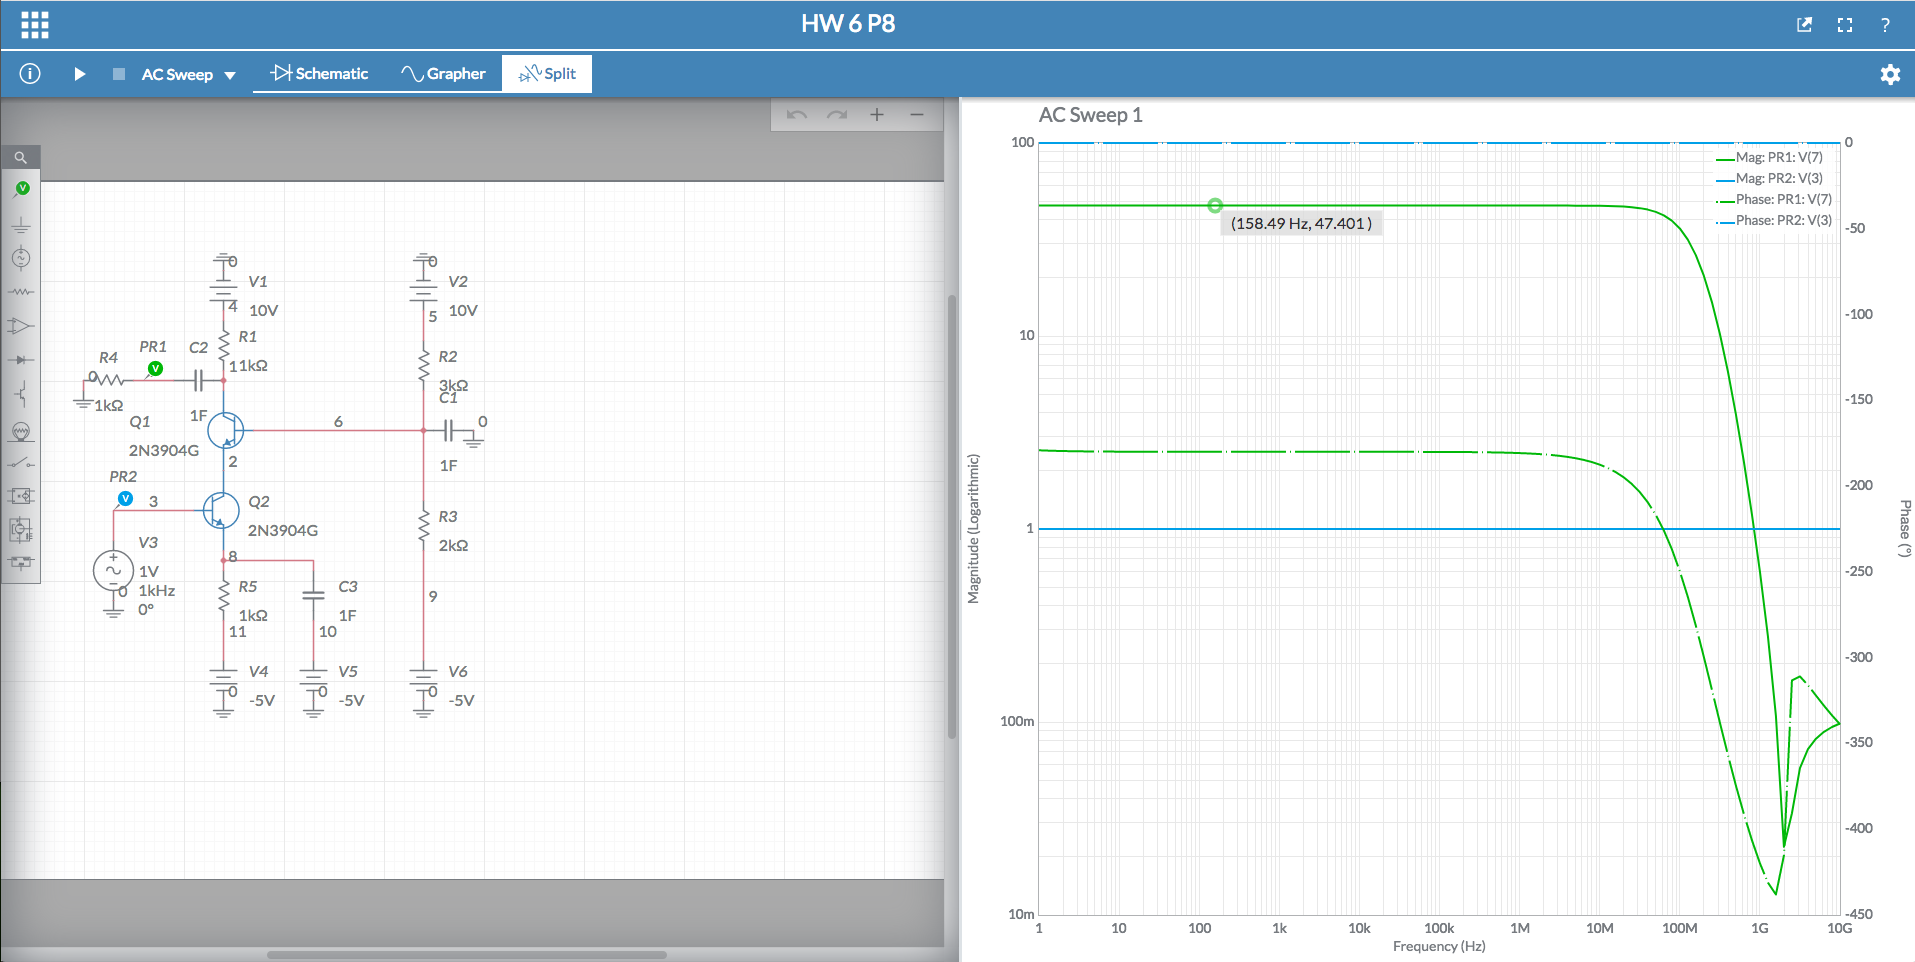 HW 6 P8
?
i
AC Sweep
Schematic
Grapher
Split
V
0
V1
4
10V
R1
1
1kΩ
0
V2
5
10V
R2
3kΩ
C1
0
1F
R4
PR1
V
C2
0
1kΩ
1F
Q1
2N3904G
6
2
PR2
V
3
Q2
2N3904G
V3
1V
1kHz
0°
0
8
R5
1kΩ
11
C3
1F
10
R3
2kΩ
9
V4
0
-5V
V5
0
-5V
V6
0
-5V
AC Sweep 1
Mag: PR1: V(7)
Mag: PR2: V(3)
Phase: PR1: V(7)
Phase: PR2: V(3)
(158.49 Hz, 47.401 )
Magnitude (Logarithmic)
100
10
1
100m
10m
Phase (°)
0
-50
-100
-150
-200
-250
-300
-350
-400
-450
1
10
100
1k
10k
100k
1M
10M
100M
1G
10G
Frequency (Hz)